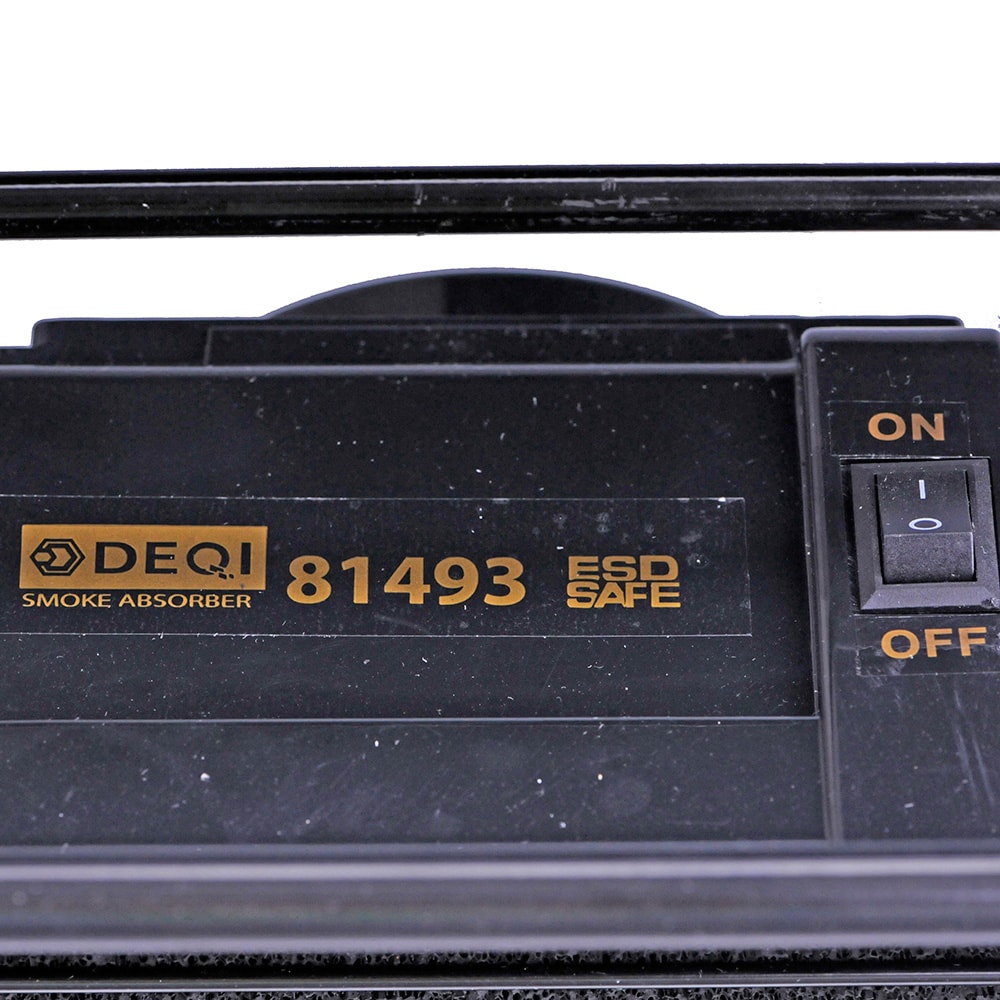 ON
I
O
DEQI 81493 ESD
SAFE
SMOKE ABSORBER
OFF